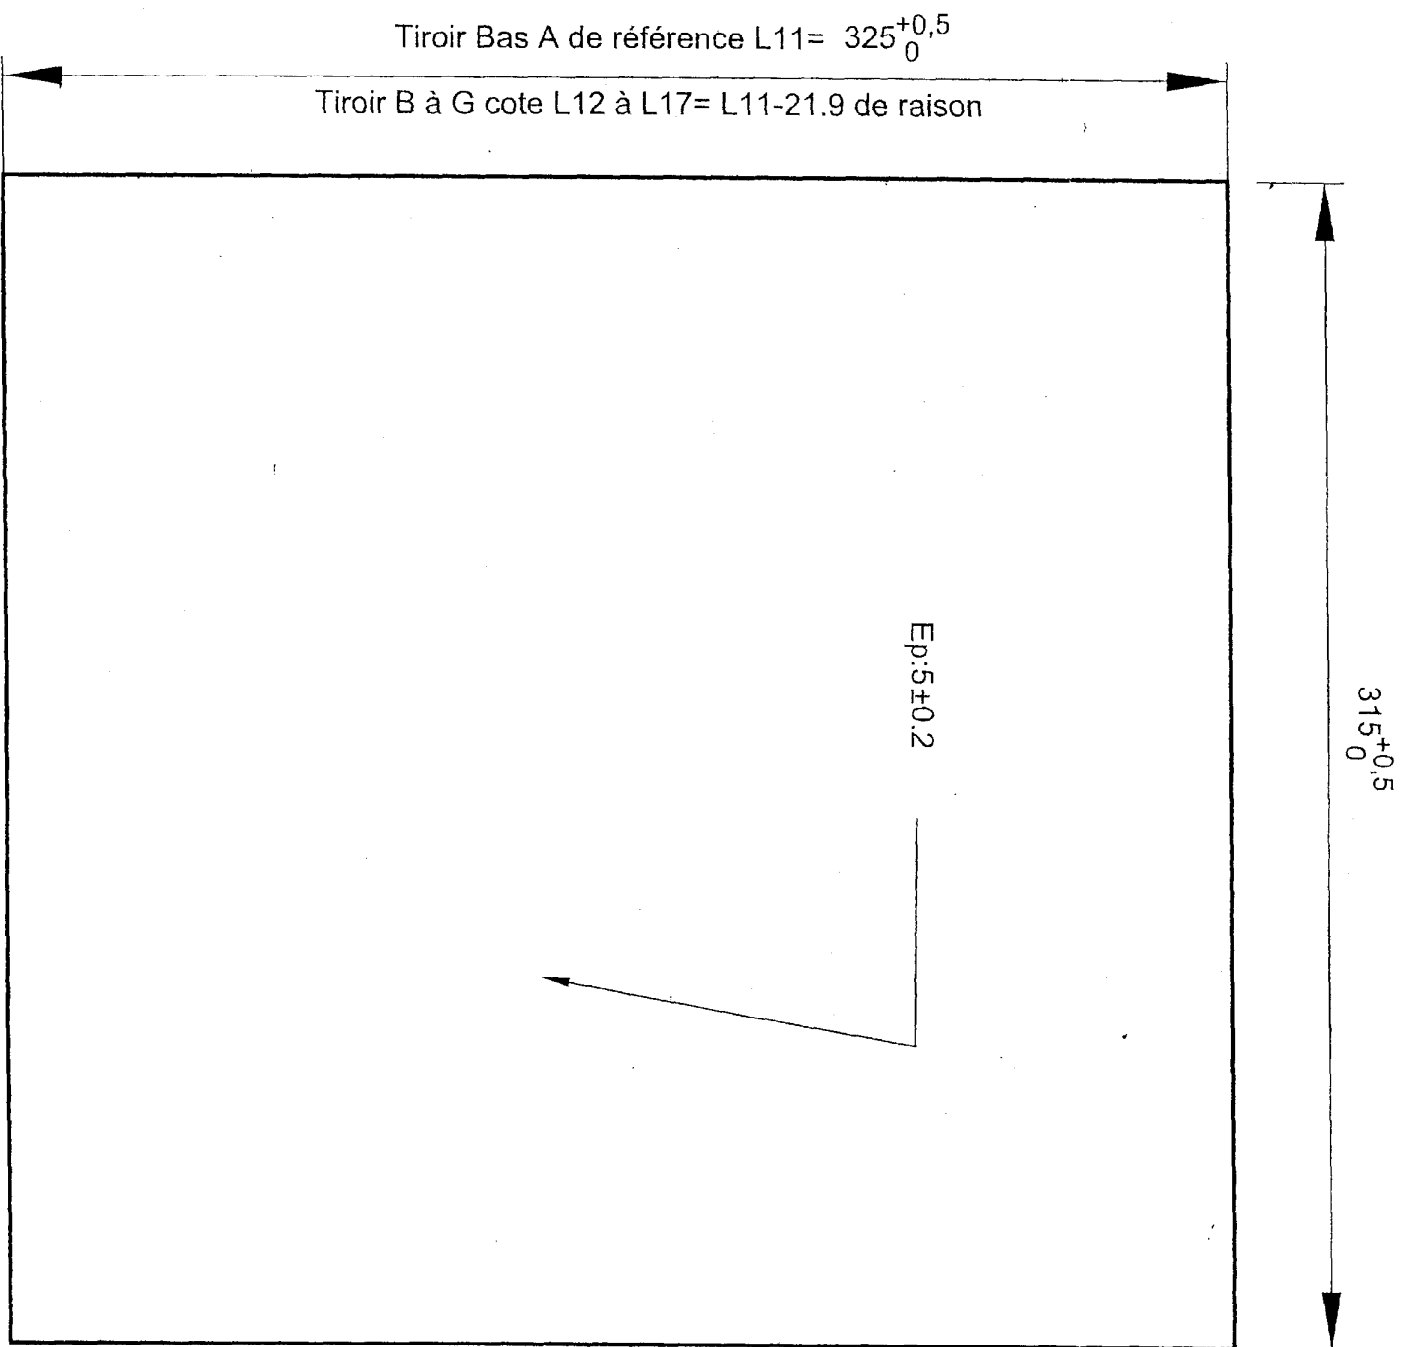 Tiroir Bas A de référence L11= 325 +0,5 0
Tiroir B à G cote L12 à L17= L11-21.9 de raison
Ep:5±0.2
315 +0,5 0